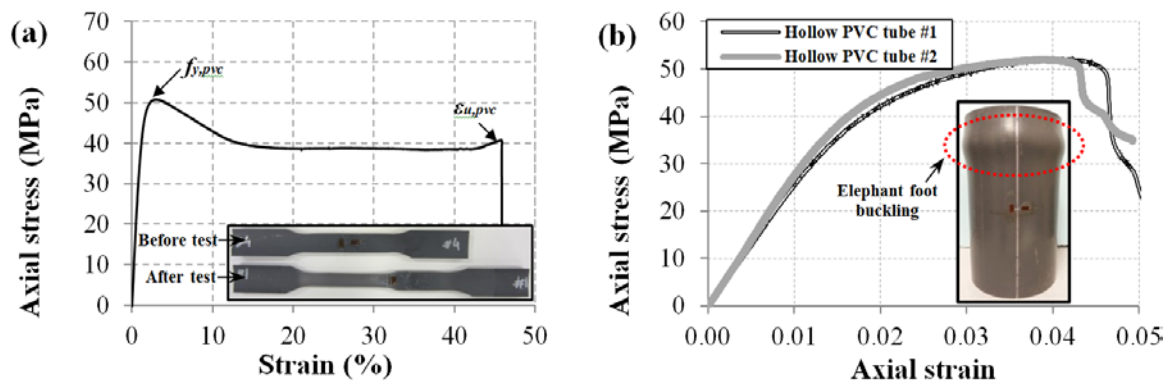 (a)
Axial stress (MPa)
70
60
50
40
30
20
10
0
0
10
20
30
40
50
Strain (%)
fy,pvc
εu,pvc
Before test
After test
#4
(b)
Axial stress (MPa)
60
50
40
30
20
10
0
0.00
0.01
0.02
0.03
0.04
0.05
Axial strain
Hollow PVC tube #1
Hollow PVC tube #2
Elephant foot
buckling